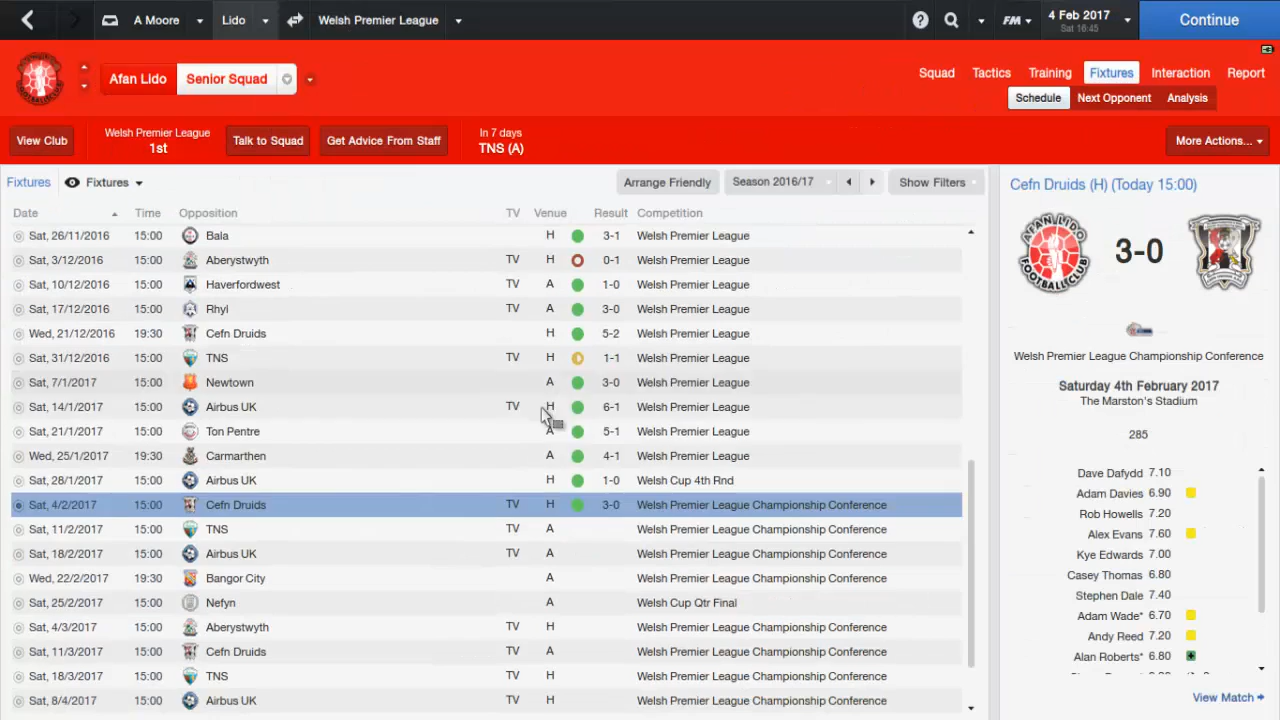 A Moore Lido Welsh Premier League FM 4 Feb 2017 Continue
Sat 16:45
Afan Lido Senior Squad Squad Tactics Training Fixtures Interaction Report
Schedule Next Opponent Analysis
View Club Welsh Premier League 1st Talk to Squad Get Advice From Staff In 7 days TNS (A) More Actions...
Fixtures Fixtures Arrange Friendly Season 2016/17 Show Filters
Date Time Opposition TV Venue Result Competition
Sat, 26/11/2016 15:00 Bala H 3-1 Welsh Premier League
Sat, 3/12/2016 15:00 Aberystwyth TV H 0-1 Welsh Premier League
Sat, 10/12/2016 15:00 Haverfordwest TV A 1-0 Welsh Premier League
Sat, 17/12/2016 15:00 Rhyl TV A 3-0 Welsh Premier League
Wed, 21/12/2016 19:30 Cefn Druids H 5-2 Welsh Premier League
Sat, 31/12/2016 15:00 TNS TV H 1-1 Welsh Premier League
Sat, 7/1/2017 15:00 Newtown A 3-0 Welsh Premier League
Sat, 14/1/2017 15:00 Airbus UK TV H 6-1 Welsh Premier League
Sat, 21/1/2017 15:00 Ton Pentre A 5-1 Welsh Premier League
Wed, 25/1/2017 19:30 Carmarthen A 4-1 Welsh Premier League
Sat, 28/1/2017 15:00 Airbus UK H 1-0 Welsh Cup 4th Rnd
Sat, 4/2/2017 15:00 Cefn Druids TV H 3-0 Welsh Premier League Championship Conference
Sat, 11/2/2017 15:00 TNS TV A Welsh Premier League Championship Conference
Sat, 18/2/2017 15:00 Airbus UK TV A Welsh Premier League Championship Conference
Wed, 22/2/2017 19:30 Bangor City A Welsh Premier League Championship Conference
Sat, 25/2/2017 15:00 Nefyn A Welsh Cup Qtr Final
Sat, 4/3/2017 15:00 Aberystwyth TV H Welsh Premier League Championship Conference
Sat, 11/3/2017 15:00 Cefn Druids TV A Welsh Premier League Championship Conference
Sat, 18/3/2017 15:00 TNS TV H Welsh Premier League Championship Conference
Sat, 8/4/2017 15:00 Airbus UK TV H Welsh Premier League Championship Conference
Cefn Druids (H) (Today 15:00)
AFAN LIDO 3-0
FOOTBALL CLUB
Welsh Premier League Championship Conference
Saturday 4th February 2017
The Marston's Stadium
285
Dave Dafydd 7.10
Adam Davies 6.90
Rob Howells 7.20
Alex Evans 7.60
Kye Edwards 7.00
Casey Thomas 6.80
Stephen Dale 7.40
Adam Wade* 6.70
Andy Reed 7.20
Alan Roberts* 6.80
View Match